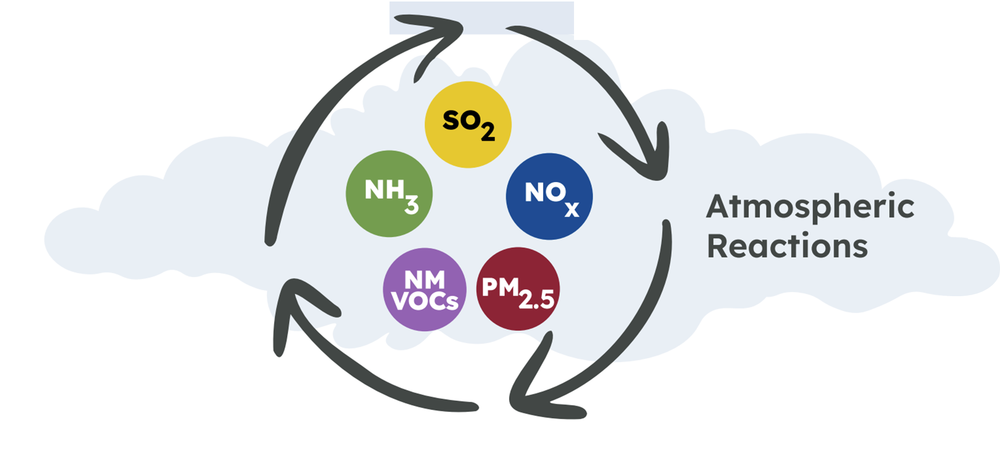 SO₂
NH₃
NOₓ
Atmospheric
Reactions
NM
VOCs
PM₂.₅